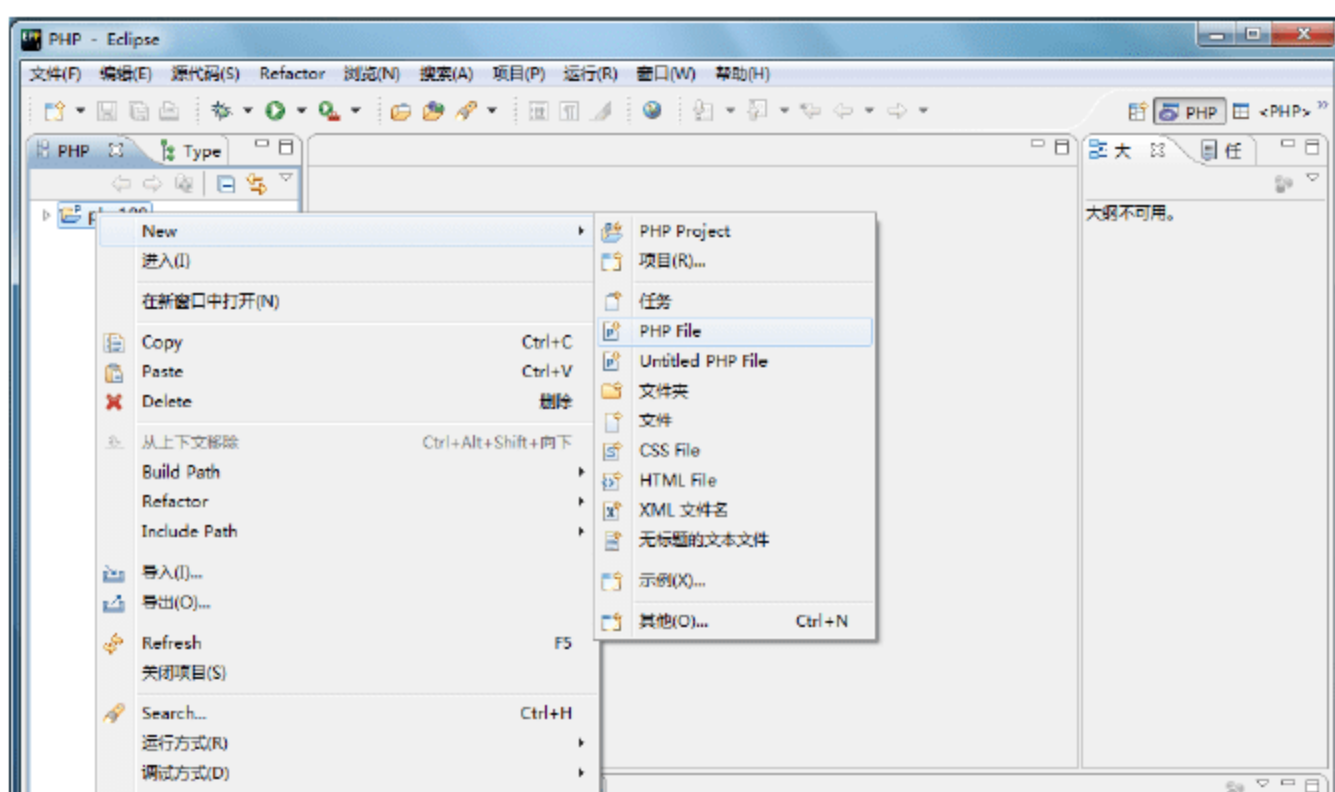 PHP - Eclipse
文件(F) 编辑(E) 源代码(S) Refactor 浏览(N) 搜索(A) 项目(P) 运行(R) 窗口(W) 帮助(H)
PHP <PHP> »
PHP Type 大 任
大纲不可用。
New
进入(I)
在新窗口中打开(N)
Copy Ctrl+C
Paste Ctrl+V
Delete 删除
从上下文移除 Ctrl+Alt+Shift+向下
Build Path
Refactor
Include Path
导入(I)...
导出(O)...
Refresh F5
关闭项目(S)
Search... Ctrl+H
运行方式(R)
调试方式(D)
PHP Project
项目(R)...
任务
PHP File
Untitled PHP File
文件夹
文件
CSS File
HTML File
XML 文件名
无标题的文本文件
示例(X)...
其他(O)... Ctrl+N